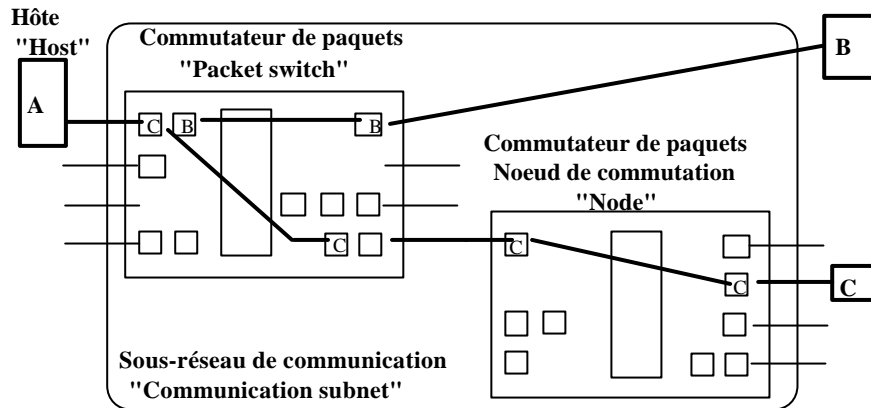 Hôte
"Host"
A
Commutateur de paquets
"Packet switch"
B
C B
B
C
Commutateur de paquets
Noeud de commutation
"Node"
C
C
C
Sous-réseau de communication
"Communication subnet"